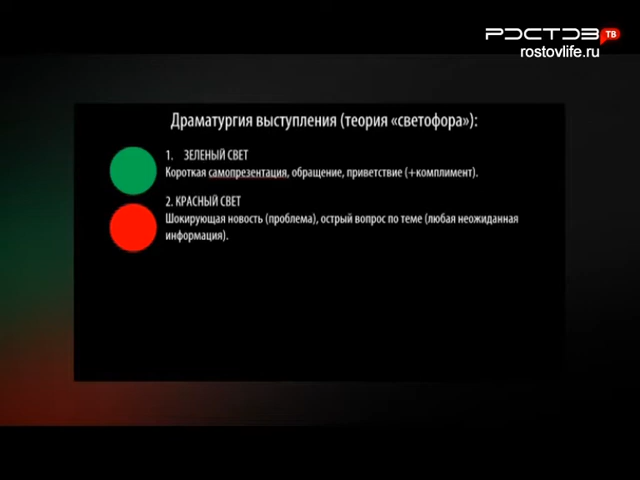 РОСТОВ ТВ
rostovlife.ru
Драматургия выступления (теория «светофора»):
1. ЗЕЛЕНЫЙ СВЕТ
Короткая самопрезентация, обращение, приветствие (+комплимент).
2. КРАСНЫЙ СВЕТ
Шокирующая новость (проблема), острый вопрос по теме (любая неожиданная
информация).